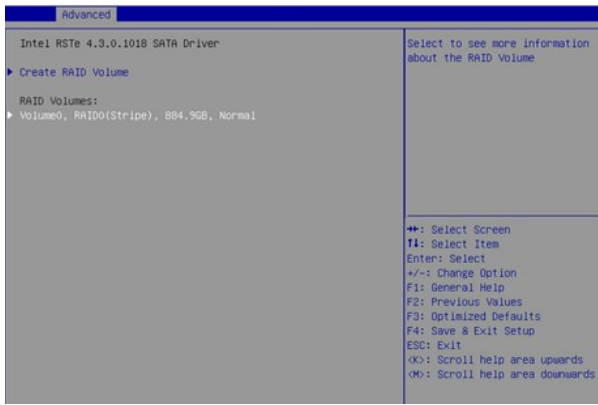 Advanced
Intel RSTe 4.3.0.1018 SATA Driver
Create RAID Volume
RAID Volumes:
Volume0, RAID0(Stripe), 884.9GB, Normal
Select to see more information
about the RAID Volume
→←: Select Screen
↑↓: Select Item
Enter: Select
+/-: Change Option
F1: General Help
F2: Previous Values
F3: Optimized Defaults
F4: Save & Exit Setup
ESC: Exit
<K>: Scroll help area upwards
<M>: Scroll help area downwards